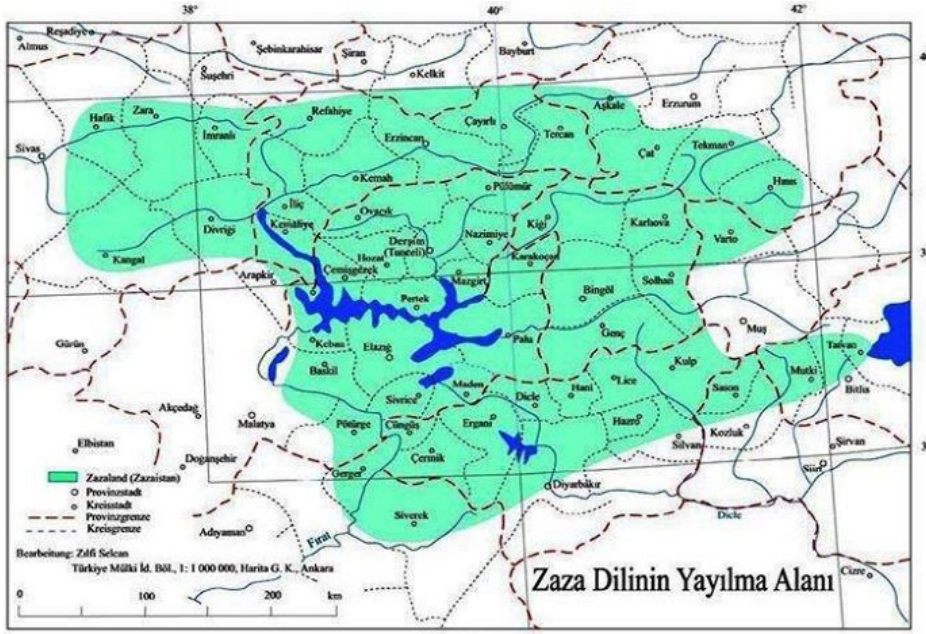 38° 40° 42°
Reşadiye
Almus
Şebinkarahisar
Şiran
Bayburt
Suşehri
Kelkit
Aşkale
Erzurum
Zara
Refahiye
Hafik
İmranlı
Çayırlı
Tercan
Erzincan
Sivas
Çat
Tekman
Kemah
Pülümür
Hınıs
İliç
Ovacık
Kiği
Karlıova
Divriği
Kemaliye
Nazimiye
Varto
Dersim
(Tunceli)
Kangal
Hozat
Karakoçan
Arapkir
Çemişgezek
Mazgirt
Solhan
Bingöl
Pertek
Muş
Genç
Gürün
Keban
Palu
Tatvan
Elazığ
Baskil
Kulp
Lice
Mutki
Maden
Hani
Sason
Bitlis
Sivrice
Dicle
Akçedağ
Malatya
Pötürge
Çüngüş
Ergani
Hazro
Kozluk
Elbistan
Silvan
Şirvan
Çermik
Doğanşehir
Gerger
Siirt
Zazaland (Zazaistan)
Provinzstadt
Kreisstadt
Provinzgrenze
Kreisgrenze
Diyarbakır
Siverek
Dicle
Adıyaman
Fırat
Bearbeitung: Zılfi Selcan
Türkiye Mülki İd. Böl., 1: 1 000 000, Harita G. K., Ankara
Cizre
Zaza Dilinin Yayılma Alanı
0 100 200 km